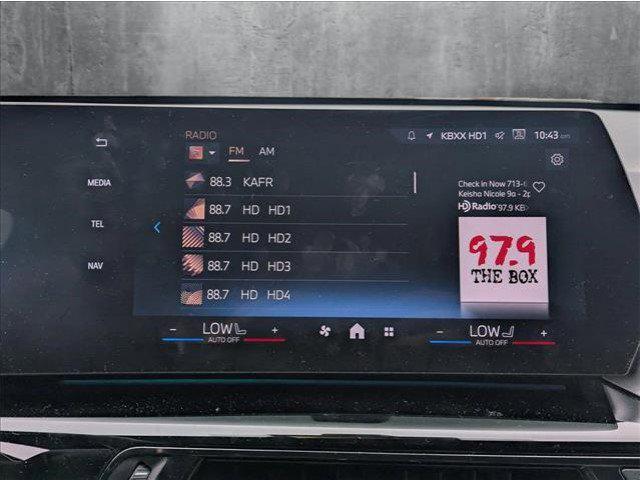 RADIO
KBXX HD1 10:43 am
FM AM
MEDIA
TEL
NAV
88.3 KAFR
88.7 HD HD1
88.7 HD HD2
88.7 HD HD3
88.7 HD HD4
Check in Now 713-
Keisha Nicole 9a - 2p
HD Radio 97.9 KB
97.9
THE BOX
- LOW +
AUTO OFF
- LOW +
AUTO OFF